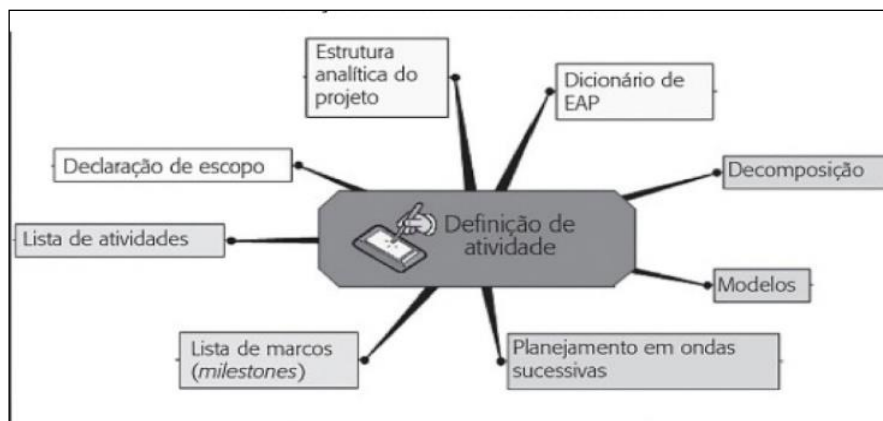 Estrutura
analítica do
projeto
Dicionário de
EAP
Declaração de escopo
Decomposição
Lista de atividades
Definição de
atividade
Modelos
Lista de marcos
(milestones)
Planejamento em ondas
sucessivas